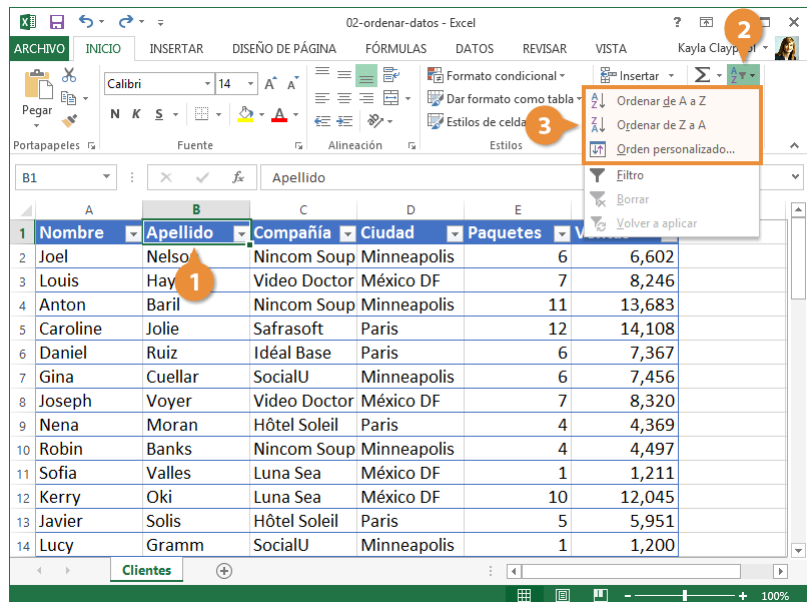 02-ordenar-datos - Excel ?
ARCHIVO INICIO INSERTAR DISEÑO DE PÁGINA FÓRMULAS DATOS REVISAR VISTA Kayla
2
Pegar
Calibri 14 A A
N K S A
Formato condicional
Dar formato como tabla
Estilos de
Insertar Σ
Portapapeles Fuente Alineación Estilos
3
Ordenar de A a Z
Ordenar de Z a A
Orden personalizado...
Filtro
Borrar
Volver a aplicar
B1 fx Apellido
A B C D E
1 Nombre Apellido Compañía Ciudad Paquetes
2 Joel Nelson Nincom Soup Minneapolis 6 6,602
1
3 Louis Video Doctor México DF 7 8,246
4 Anton Baril Nincom Soup Minneapolis 11 13,683
5 Caroline Jolie Safrasoft Paris 12 14,108
6 Daniel Ruiz Idéal Base Paris 6 7,367
7 Gina Cuellar SocialU Minneapolis 6 7,456
8 Joseph Voyer Video Doctor México DF 7 8,320
9 Nena Moran Hôtel Soleil Paris 4 4,369
10 Robin Banks Nincom Soup Minneapolis 4 4,497
11 Sofia Valles Luna Sea México DF 1 1,211
12 Kerry Oki Luna Sea México DF 10 12,045
13 Javier Solis Hôtel Soleil Paris 5 5,951
14 Lucy Gramm SocialU Minneapolis 1 1,200
Clientes
100%